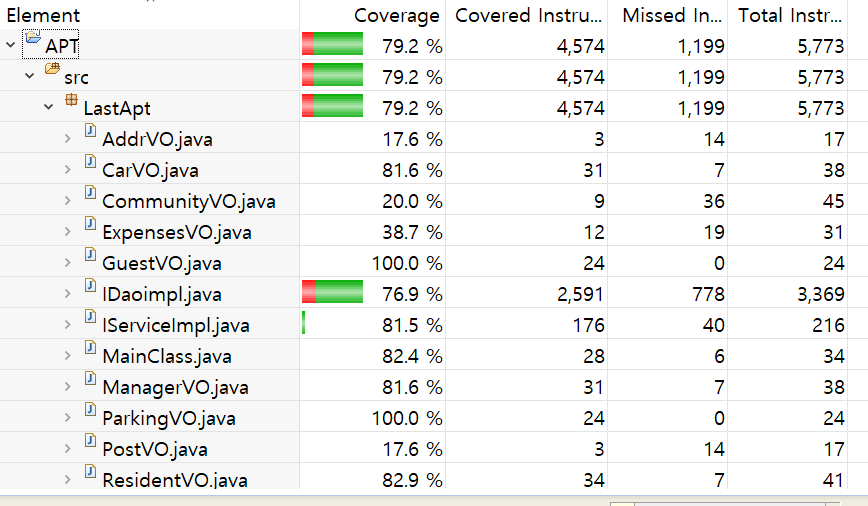 Element Coverage Covered Instru... Missed In... Total Instr...
APT 79.2 % 4,574 1,199 5,773
src 79.2 % 4,574 1,199 5,773
LastApt 79.2 % 4,574 1,199 5,773
AddrVO.java 17.6 % 3 14 17
CarVO.java 81.6 % 31 7 38
CommunityVO.java 20.0 % 9 36 45
ExpensesVO.java 38.7 % 12 19 31
GuestVO.java 100.0 % 24 0 24
IDaoimpl.java 76.9 % 2,591 778 3,369
IServiceImpl.java 81.5 % 176 40 216
MainClass.java 82.4 % 28 6 34
ManagerVO.java 81.6 % 31 7 38
ParkingVO.java 100.0 % 24 0 24
PostVO.java 17.6 % 3 14 17
ResidentVO.java 82.9 % 34 7 41